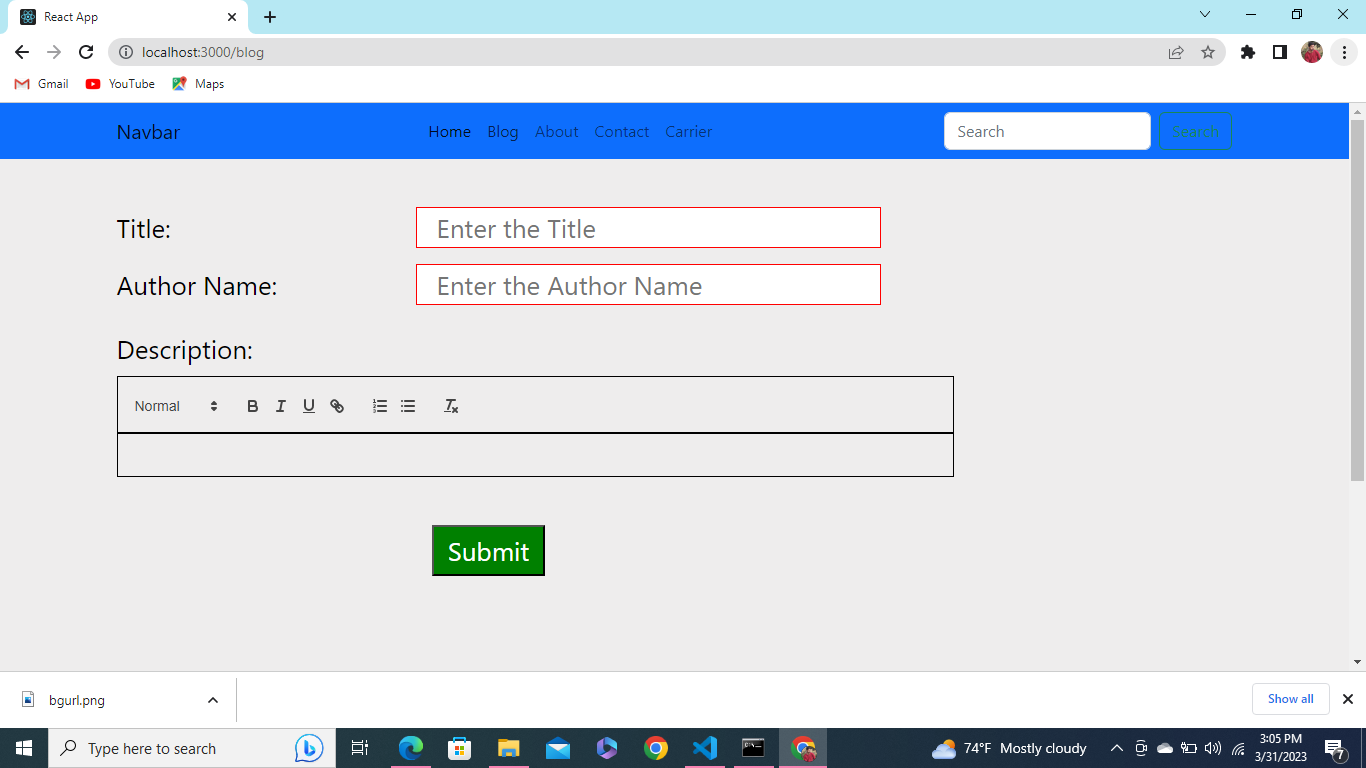 React App
localhost:3000/blog
Gmail YouTube Maps
Navbar Home Blog About Contact Carrier Search Search
Title: Enter the Title
Author Name: Enter the Author Name
Description:
Normal
Submit
bgurl.png Show all
Type here to search 74°F Mostly cloudy 3:05 PM
3/31/2023 7